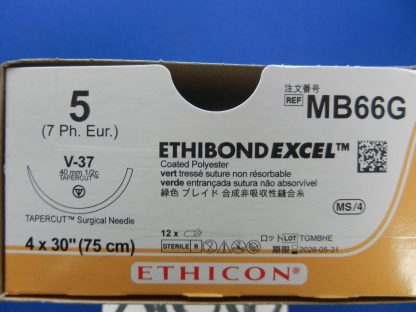 5
(7 Ph. Eur.)
V-37
40 mm 1/2c
TAPERCUT
TAPERCUT™ Surgical Needle
4 x 30" (75 cm)
注文番号
REF MB66G
ETHIBOND EXCEL™
Coated Polyester
vert tressé suture non résorbable
verde entrançada sutura não absorvível
緑色 ブレイド 合成非吸収性縫合糸
MS/4
12 x
STERILE R
ロット LOT TGMBHE
期限 2028-05-31
ETHICON®